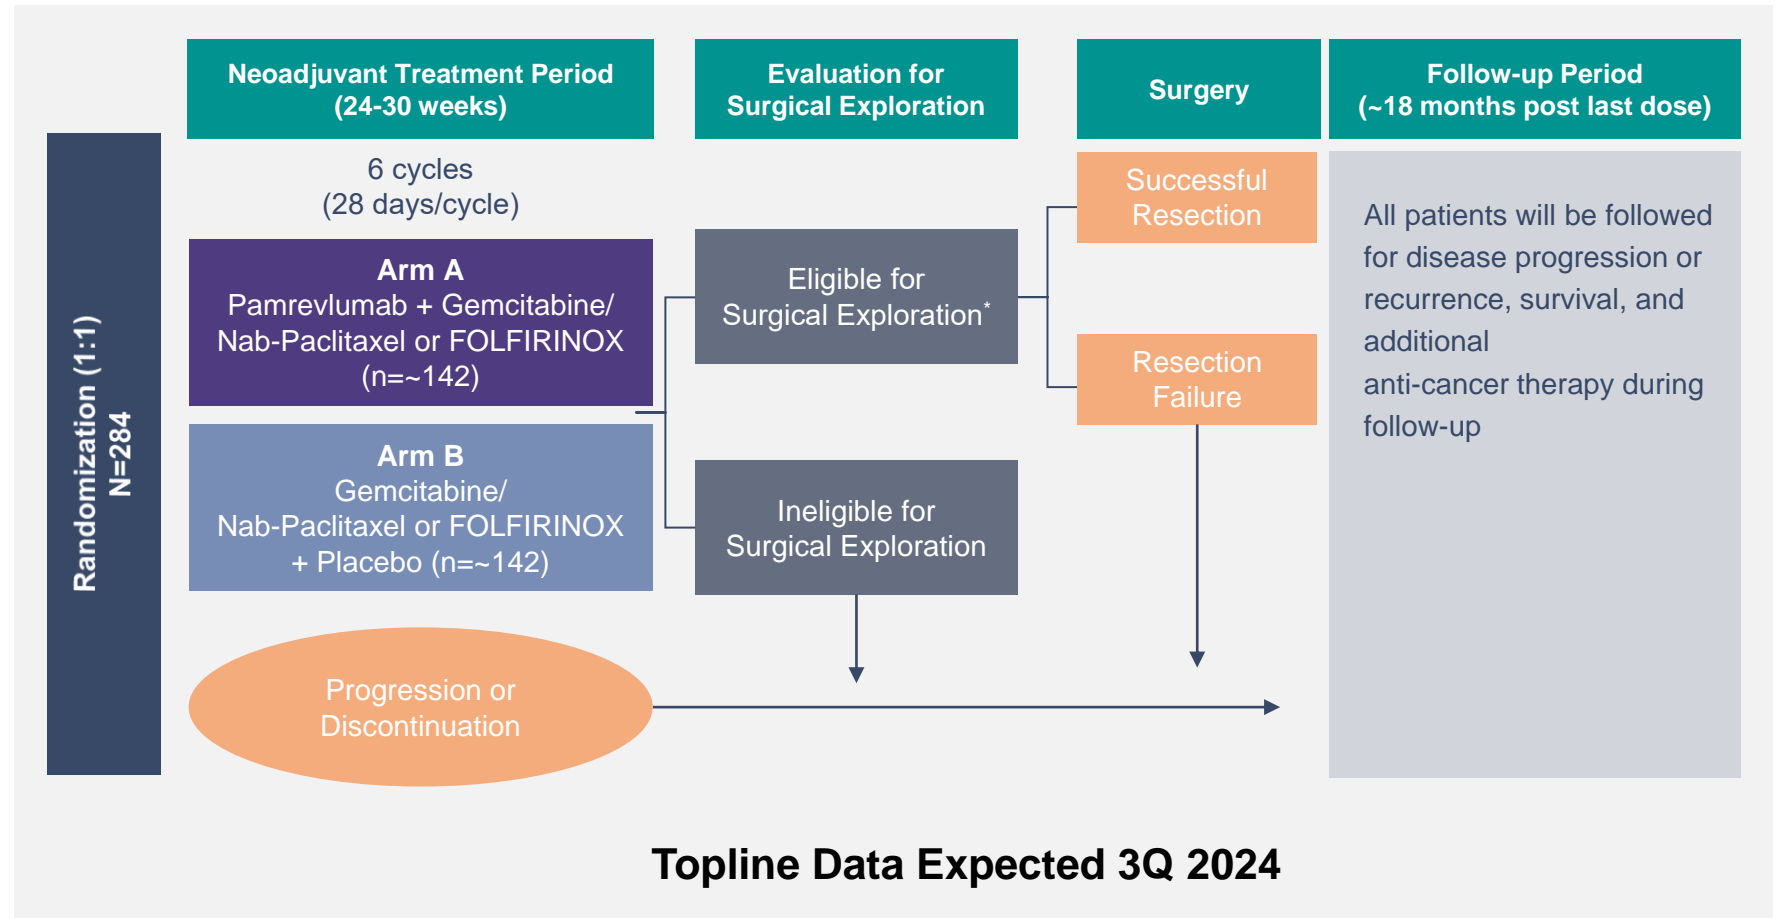 Neoadjuvant Treatment Period
(24-30 weeks)
Evaluation for
Surgical Exploration
Surgery
Follow-up Period
(~18 months post last dose)
Randomization (1:1)
N=284
6 cycles
(28 days/cycle)
Arm A
Pamrevlumab + Gemcitabine/
Nab-Paclitaxel or FOLFIRINOX
(n=~142)
Arm B
Gemcitabine/
Nab-Paclitaxel or FOLFIRINOX
+ Placebo (n=~142)
Progression or
Discontinuation
Eligible for
Surgical Exploration*
Ineligible for
Surgical Exploration
Successful
Resection
Resection
Failure
All patients will be followed
for disease progression or
recurrence, survival, and
additional
anti-cancer therapy during
follow-up
Topline Data Expected 3Q 2024